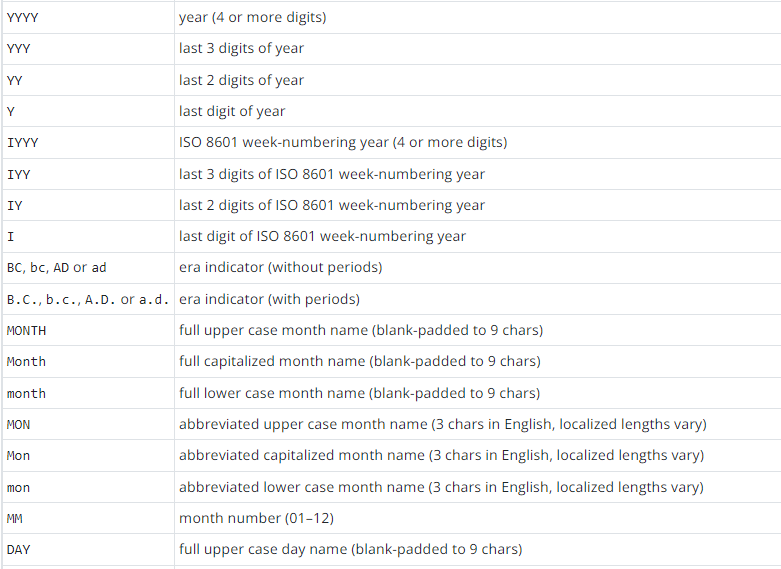 YYYY year (4 or more digits)
YYY last 3 digits of year
YY last 2 digits of year
Y last digit of year
IYYY ISO 8601 week-numbering year (4 or more digits)
IYY last 3 digits of ISO 8601 week-numbering year
IY last 2 digits of ISO 8601 week-numbering year
I last digit of ISO 8601 week-numbering year
BC, bc, AD or ad era indicator (without periods)
B.C., b.c., A.D. or a.d. era indicator (with periods)
MONTH full upper case month name (blank-padded to 9 chars)
Month full capitalized month name (blank-padded to 9 chars)
month full lower case month name (blank-padded to 9 chars)
MON abbreviated upper case month name (3 chars in English, localized lengths vary)
Mon abbreviated capitalized month name (3 chars in English, localized lengths vary)
mon abbreviated lower case month name (3 chars in English, localized lengths vary)
MM month number (01–12)
DAY full upper case day name (blank-padded to 9 chars)